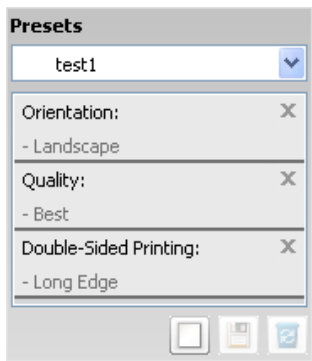 Presets
test1
Orientation:
- Landscape
Quality:
- Best
Double-Sided Printing:
- Long Edge